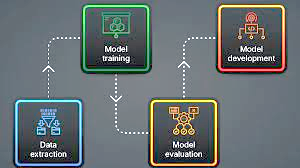 Model
training
Model
development
Data
extraction
Model
evaluation